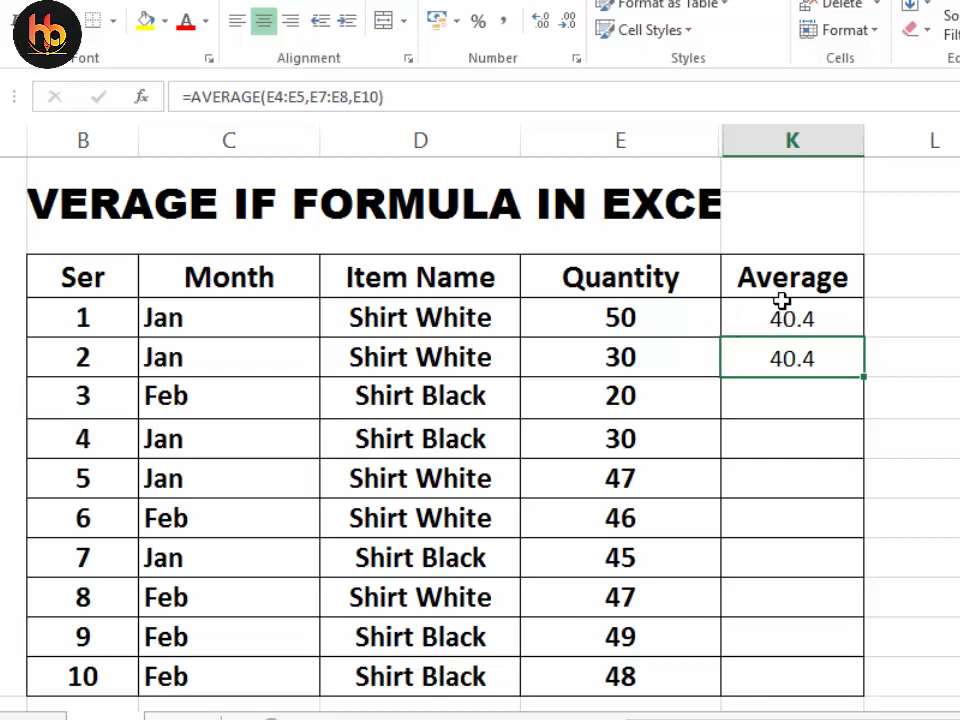 Format as Table
Delete
Cell Styles
Format
Font
Alignment
Number
%
Styles
Cells
fx =AVERAGE(E4:E5,E7:E8,E10)
B C D E K L
VERAGE IF FORMULA IN EXCE
Ser Month Item Name Quantity Average
1 Jan Shirt White 50 40.4
2 Jan Shirt White 30 40.4
3 Feb Shirt Black 20
4 Jan Shirt Black 30
5 Jan Shirt White 47
6 Feb Shirt White 46
7 Jan Shirt Black 45
8 Feb Shirt White 47
9 Feb Shirt Black 49
10 Feb Shirt Black 48